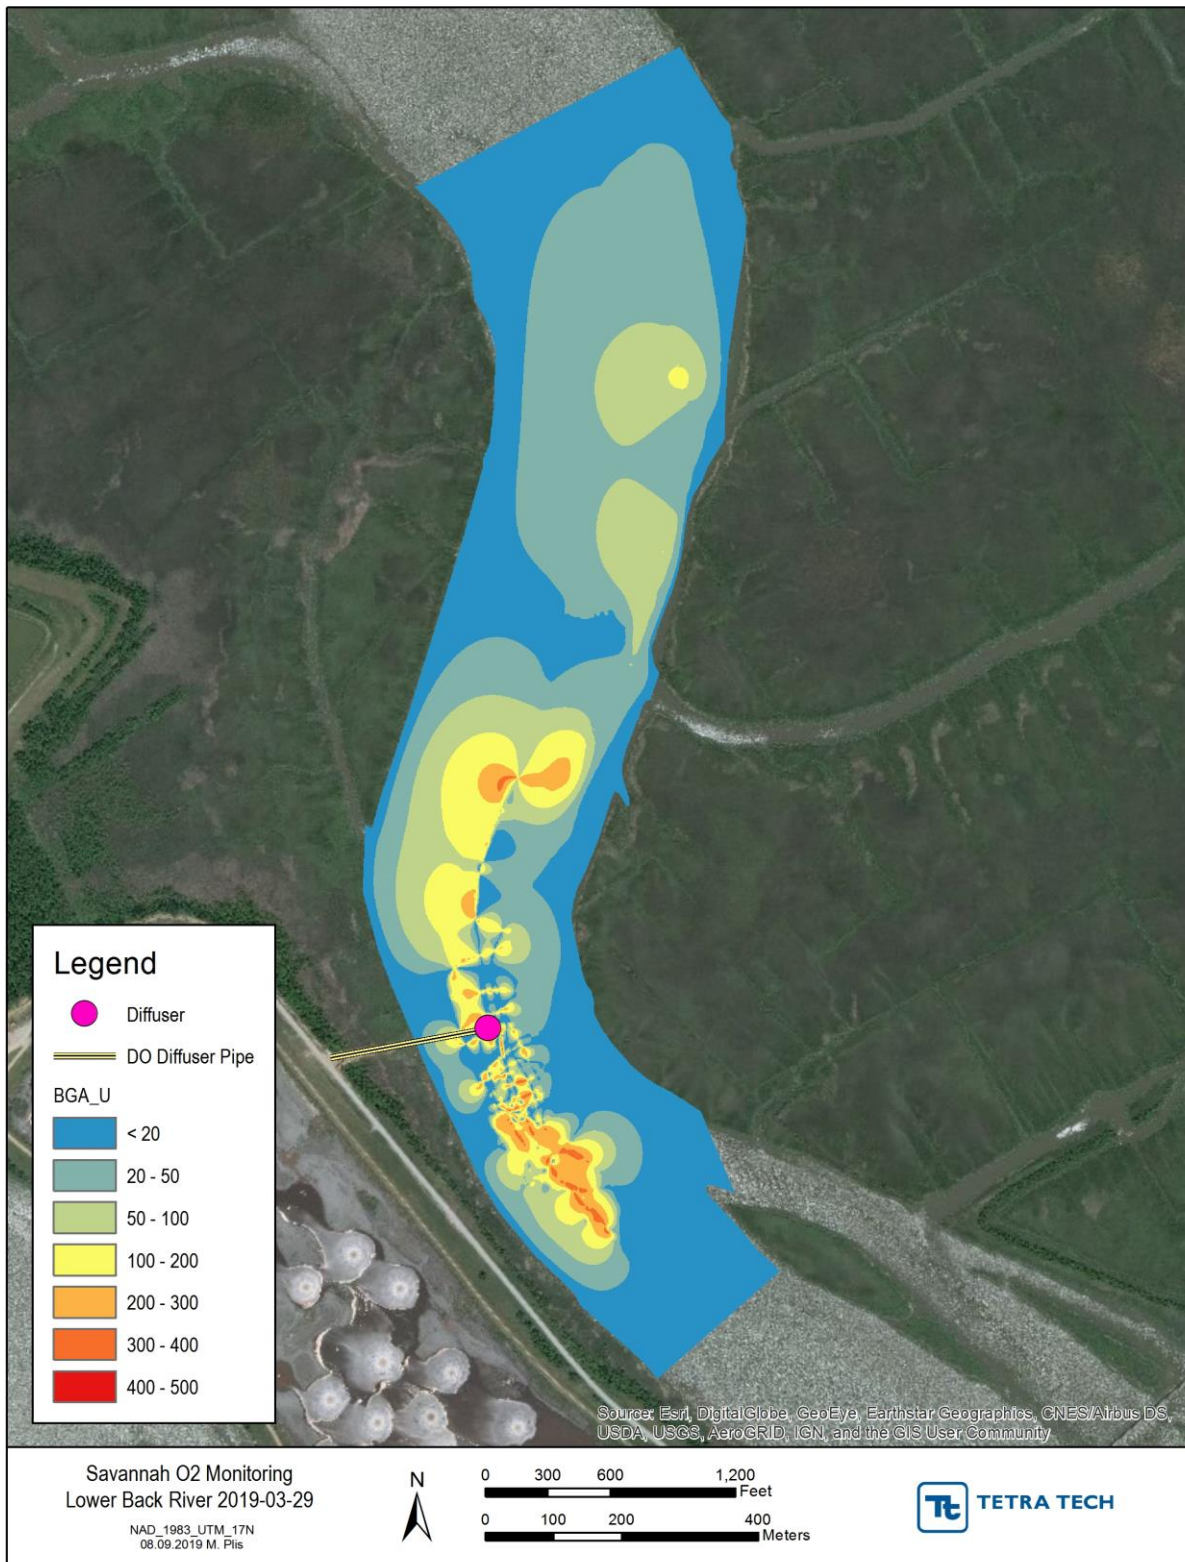 Legend
Diffuser
DO Diffuser Pipe
BGA_U
< 20
20 - 50
50 - 100
100 - 200
200 - 300
300 - 400
400 - 500
Source: Esri, DigitalGlobe, GeoEye, Earthstar Geographics, CNES/Airbus DS,
USDA, USGS, AeroGRID, IGN, and the GIS User Community
Savannah O2 Monitoring
Lower Back River 2019-03-29
NAD_1983_UTM_17N
08.09.2019 M. Plis
N
0 300 600 1,200
Feet
0 100 200 400
Meters
Tt TETRA TECH